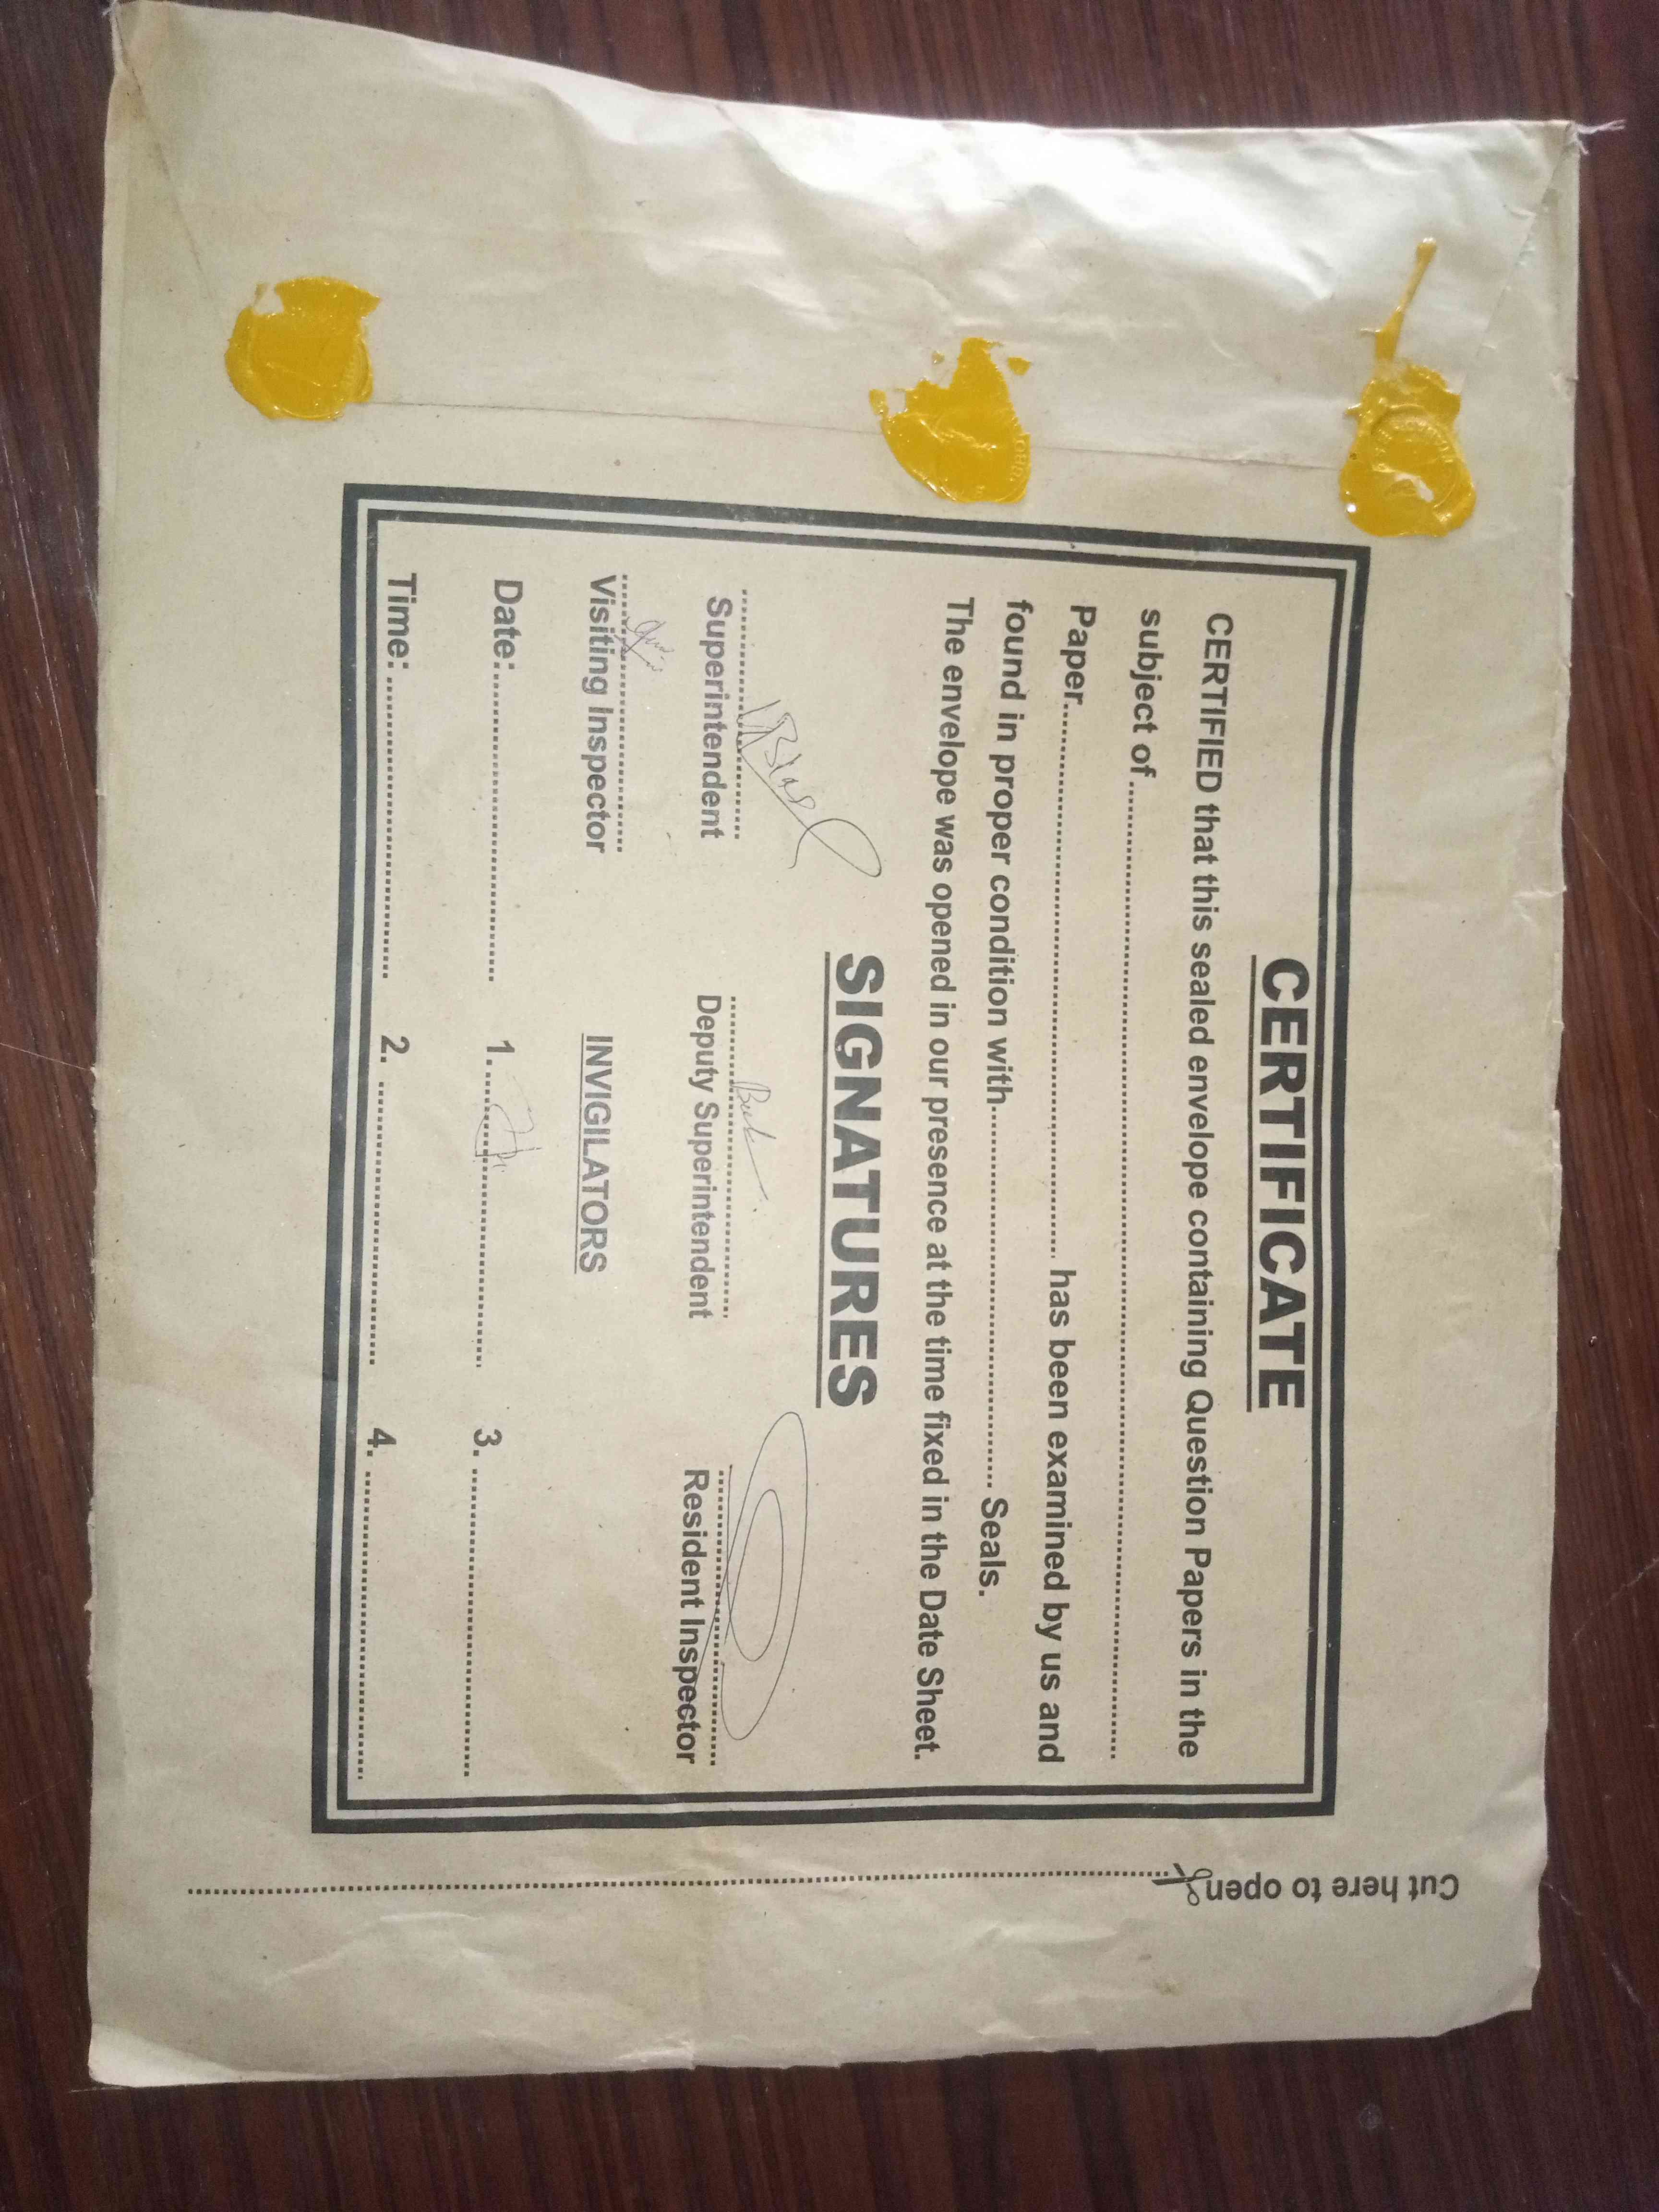 CERTIFICATE
CERTIFIED that this sealed envelope containing Question Papers in the
subject of....................................................
Paper.................................................... has been examined by us and
found in proper condition with.................................... Seals.
The envelope was opened in our presence at the time fixed in the Date Sheet.
SIGNATURES
Superintendent Deputy Superintendent Resident Inspector
Visiting Inspector INVIGILATORS
Date:.............................. 1.............................. 3. ..............................
Time: .............................. 2. .............................. 4. ..............................
Cut here to open